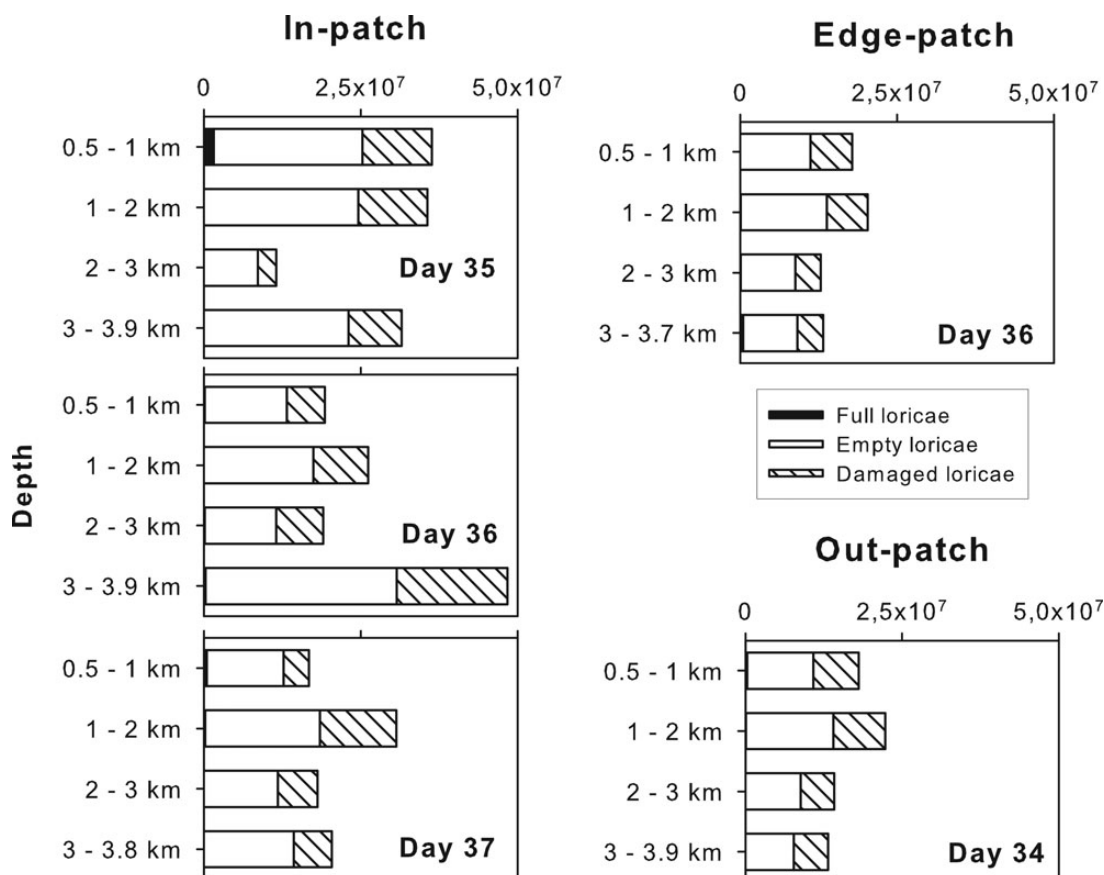 In-patch
0 2,5x10⁷ 5,0x10⁷
0.5 - 1 km
1 - 2 km
2 - 3 km
3 - 3.9 km
Day 35
0.5 - 1 km
1 - 2 km
2 - 3 km
3 - 3.9 km
Day 36
0.5 - 1 km
1 - 2 km
2 - 3 km
3 - 3.8 km
Day 37
Depth
Edge-patch
0 2,5x10⁷ 5,0x10⁷
0.5 - 1 km
1 - 2 km
2 - 3 km
3 - 3.7 km
Day 36
Full loricae
Empty loricae
Damaged loricae
Out-patch
0 2,5x10⁷ 5,0x10⁷
0.5 - 1 km
1 - 2 km
2 - 3 km
3 - 3.9 km
Day 34